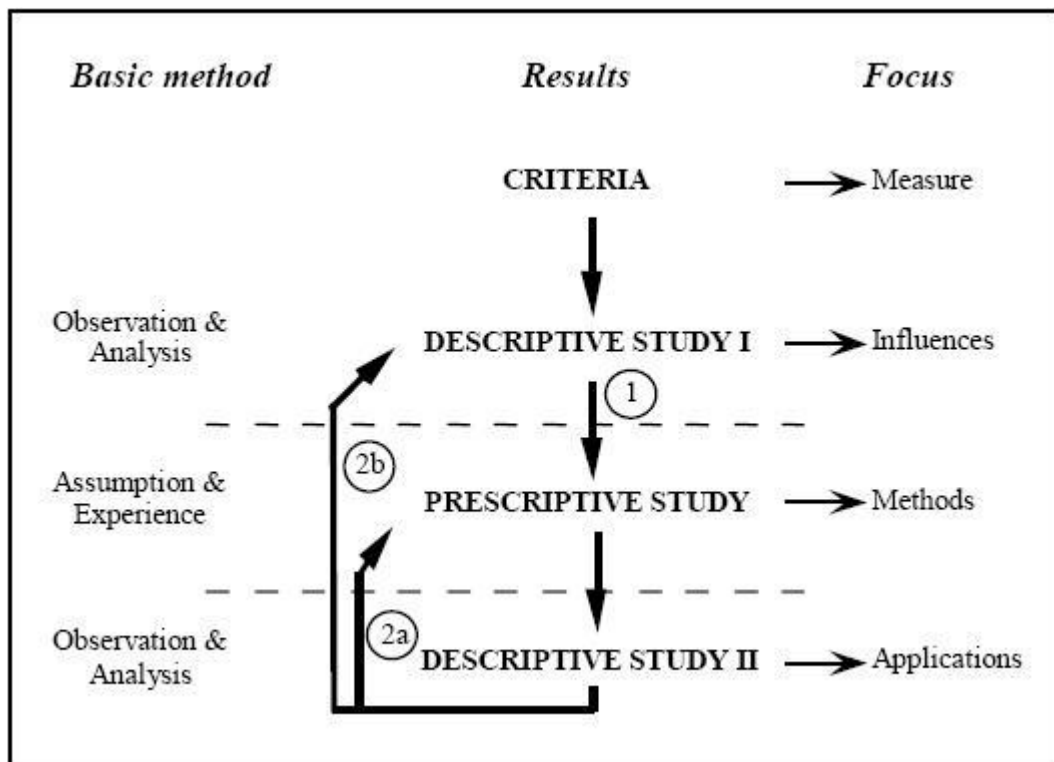 Basic method Results Focus
CRITERIA Measure
Observation &
Analysis
DESCRIPTIVE STUDY I Influences
1
2b
Assumption &
Experience
PRESCRIPTIVE STUDY Methods
2a
Observation &
Analysis
DESCRIPTIVE STUDY II Applications